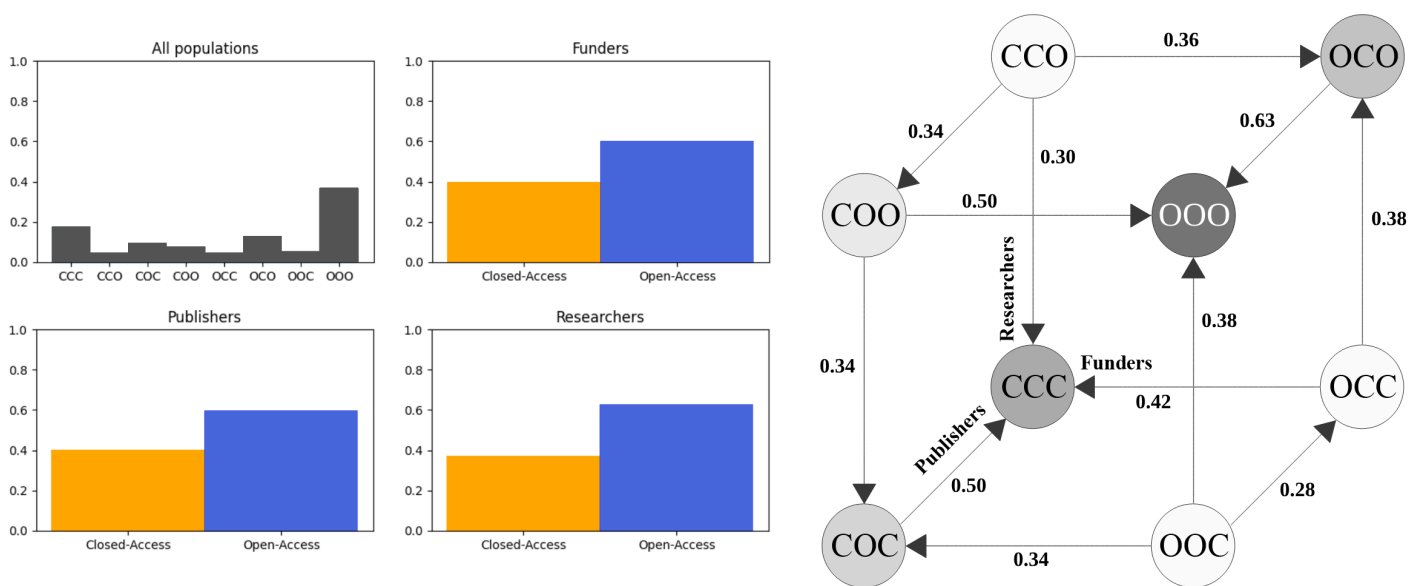 All populations
1.0
0.8
0.6
0.4
0.2
0.0
CCC CCO COC COO OCC OCO OOC OOO
Funders
1.0
0.8
0.6
0.4
0.2
0.0
Closed-Access Open-Access
Publishers
1.0
0.8
0.6
0.4
0.2
0.0
Closed-Access Open-Access
Researchers
1.0
0.8
0.6
0.4
0.2
0.0
Closed-Access Open-Access
CCO
0.36
OCO
0.34
0.30
0.63
COO
0.50
OOO
0.38
Researchers
0.34
0.38
CCC
Funders
0.42
OCC
Publishers
0.50
0.28
COC
0.34
OOC